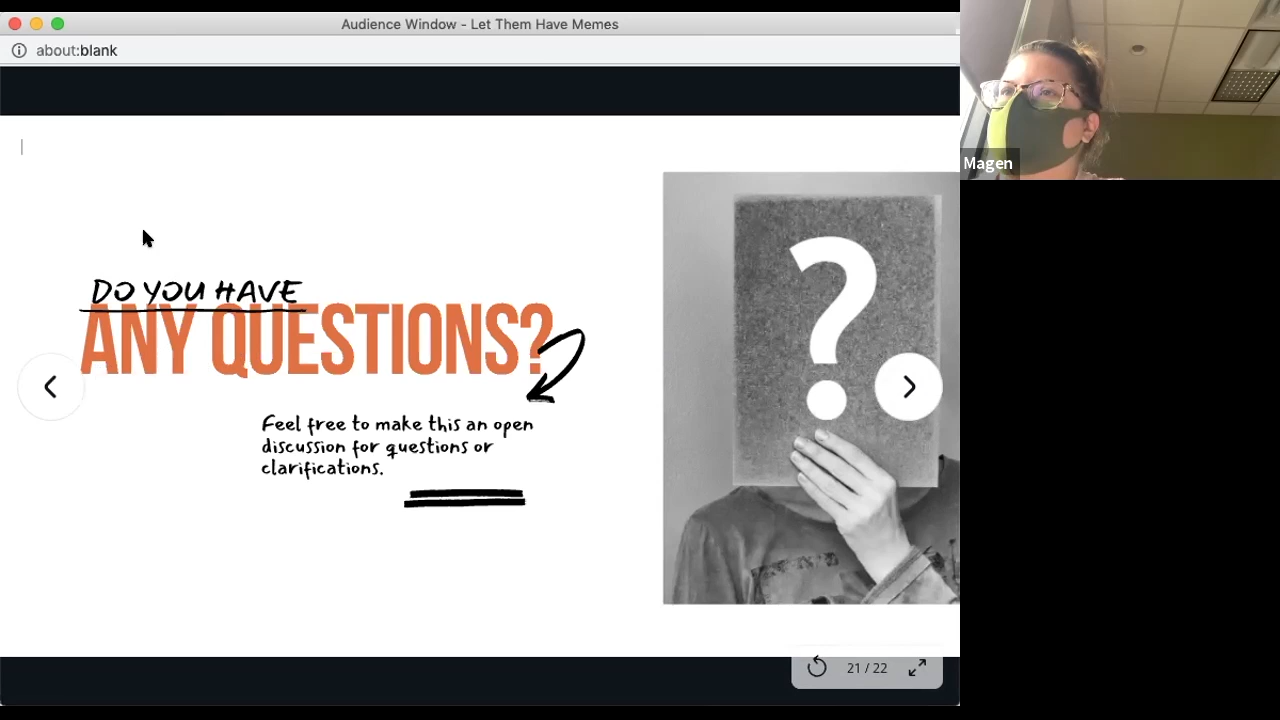 Audience Window - Let Them Have Memes
about:blank
DO YOU HAVE
ANY QUESTIONS?
Feel free to make this an open
discussion for questions or
clarifications.
?
21 / 22
Magen